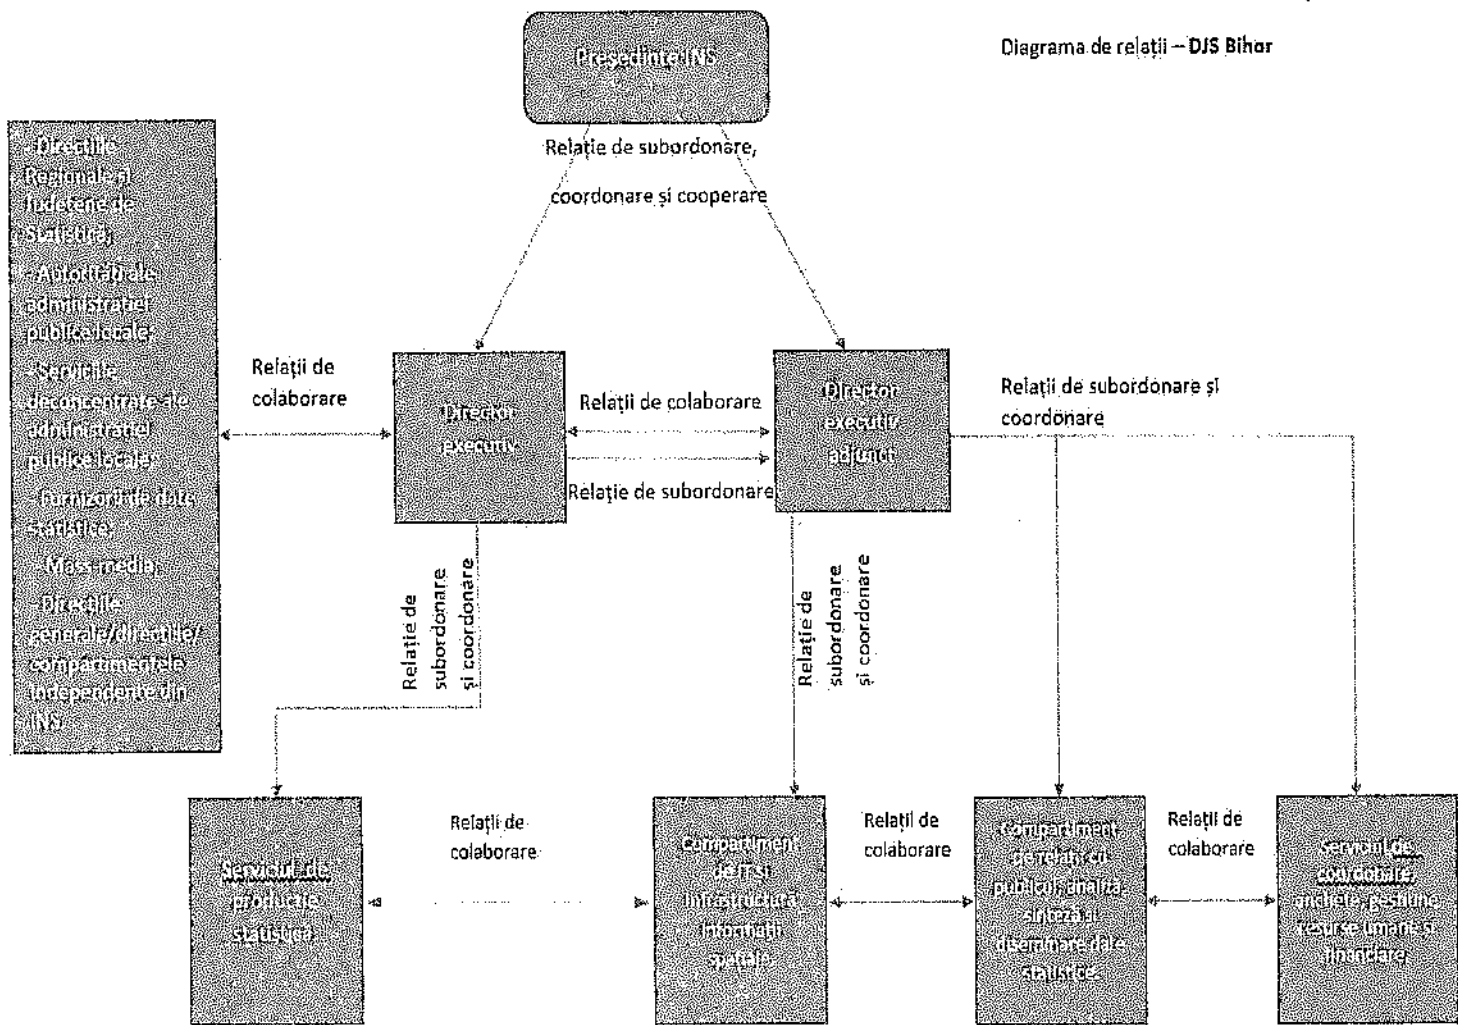 Diagrama de relații – DJS Bihor
Președinte INS
Relație de subordonare,
coordonare și cooperare
- Direcțiile
Regionale și
Județene de
Statistică;
- Autorități ale
administrației
publice locale;
- Serviciile
deconcentrate ale
administrației
publice locale;
- Furnizori de date
statistice;
- Mass-media;
- Direcțiile
generale/direcțiile/
compartimentele
independente din
INS
Relații de
colaborare
Director
executiv
Relații de colaborare
Relație de subordonare
Director
executiv
adjunct
Relații de subordonare și
coordonare
Relație de
subordonare
și coordonare
Relație de
subordonare
și coordonare
Serviciul de
producție
statistică
Relații de
colaborare
Compartiment
de IT și
infrastructură
informații
spațiale
Relații de
colaborare
Compartiment
de relații cu
publicul, analiză,
sinteză și
diseminare date
statistice
Relații de
colaborare
Serviciul de
coordonare,
anchete, gestiune
resurse umane și
financiare